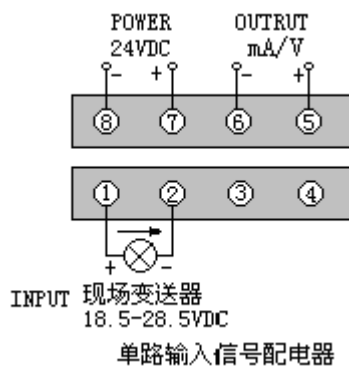 POWER
24VDC
OUTRUT
mA/V
- + - +
⑧ ⑦ ⑥ ⑤
① ② ③ ④
+ -
INPUT 现场变送器
18.5-28.5VDC
单路输入信号配电器